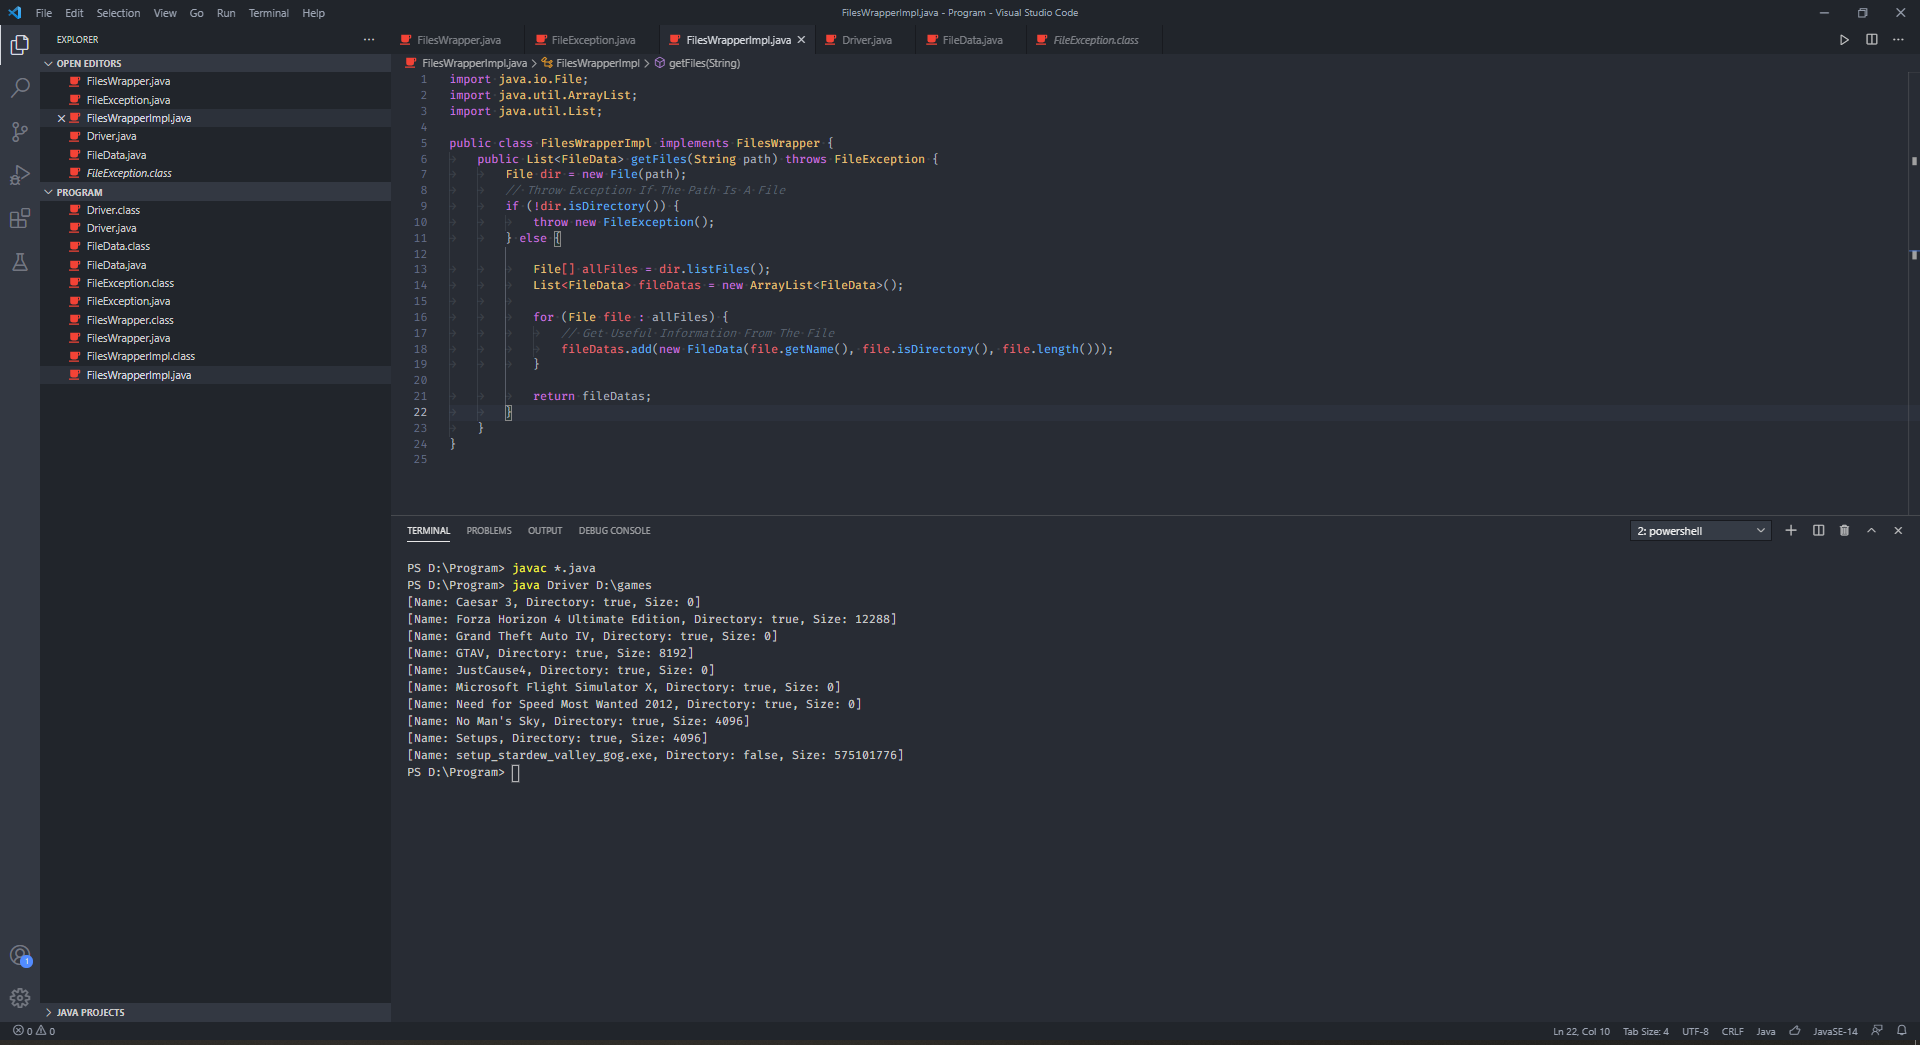 File Edit Selection View Go Run Terminal Help
FilesWrapperImpl.java - Program - Visual Studio Code
EXPLORER
OPEN EDITORS
FilesWrapper.java
FileException.java
FilesWrapperImpl.java
Driver.java
FileData.java
FileException.class
PROGRAM
Driver.class
Driver.java
FileData.class
FileData.java
FileException.class
FileException.java
FilesWrapper.class
FilesWrapper.java
FilesWrapperImpl.class
FilesWrapperImpl.java
JAVA PROJECTS
1
FilesWrapper.java FileException.java FilesWrapperImpl.java Driver.java FileData.java FileException.class
FilesWrapperImpl.java > FilesWrapperImpl > getFiles(String)
1 import java.io.File;
2 import java.util.ArrayList;
3 import java.util.List;
4
5 public class FilesWrapperImpl implements FilesWrapper {
6 public List<FileData> getFiles(String path) throws FileException {
7 File dir = new File(path);
8 // Throw Exception If The Path Is A File
9 if (!dir.isDirectory()) {
10 throw new FileException();
11 } else {
12
13 File[] allFiles = dir.listFiles();
14 List<FileData> fileDatas = new ArrayList<FileData>();
15
16 for (File file : allFiles) {
17 // Get Useful Information From The File
18 fileDatas.add(new FileData(file.getName(), file.isDirectory(), file.length()));
19 }
20
21 return fileDatas;
22 }
23 }
24 }
25
TERMINAL PROBLEMS OUTPUT DEBUG CONSOLE
2: powershell
PS D:\Program> javac *.java
PS D:\Program> java Driver D:\games
[Name: Caesar 3, Directory: true, Size: 0]
[Name: Forza Horizon 4 Ultimate Edition, Directory: true, Size: 12288]
[Name: Grand Theft Auto IV, Directory: true, Size: 0]
[Name: GTAV, Directory: true, Size: 8192]
[Name: JustCause4, Directory: true, Size: 0]
[Name: Microsoft Flight Simulator X, Directory: true, Size: 0]
[Name: Need for Speed Most Wanted 2012, Directory: true, Size: 0]
[Name: No Man's Sky, Directory: true, Size: 4096]
[Name: Setups, Directory: true, Size: 4096]
[Name: setup_stardew_valley_gog.exe, Directory: false, Size: 575101776]
PS D:\Program>
0 0
Ln 22, Col 10 Tab Size: 4 UTF-8 CRLF Java JavaSE-14